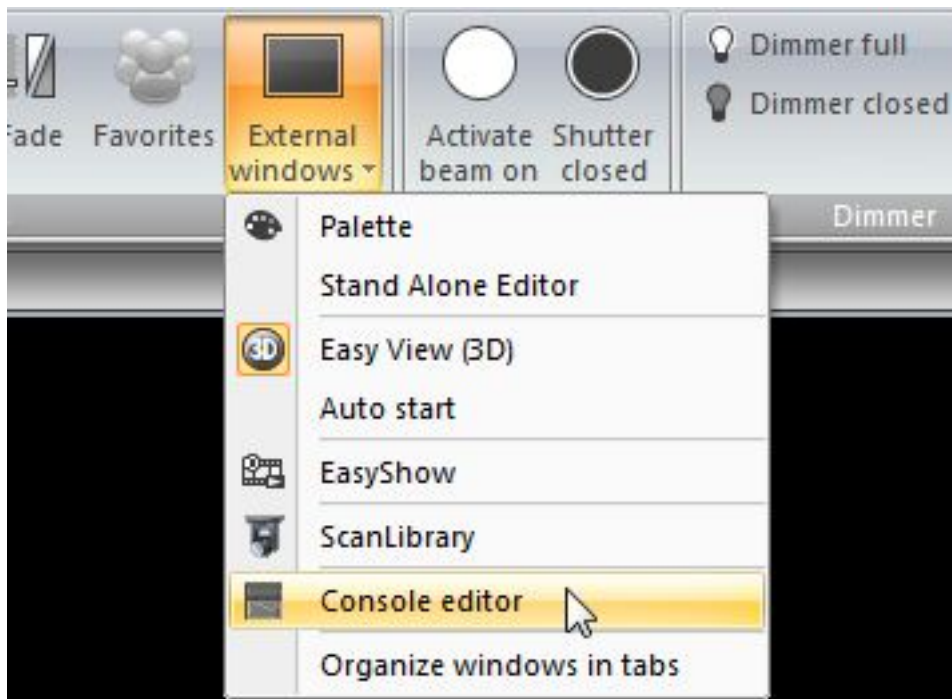 Fade
Favorites
External
windows
Activate
beam on
Shutter
closed
Dimmer full
Dimmer closed
Dimmer
Palette
Stand Alone Editor
3D
Easy View (3D)
Auto start
EasyShow
ScanLibrary
Console editor
Organize windows in tabs